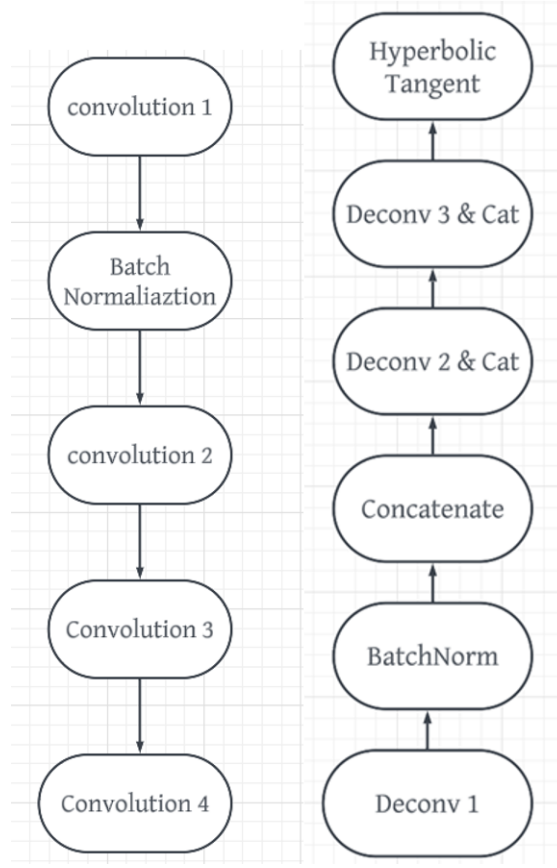 convolution 1
Batch
Normaliaztion
convolution 2
Convolution 3
Convolution 4
Hyperbolic
Tangent
Deconv 3 & Cat
Deconv 2 & Cat
Concatenate
BatchNorm
Deconv 1